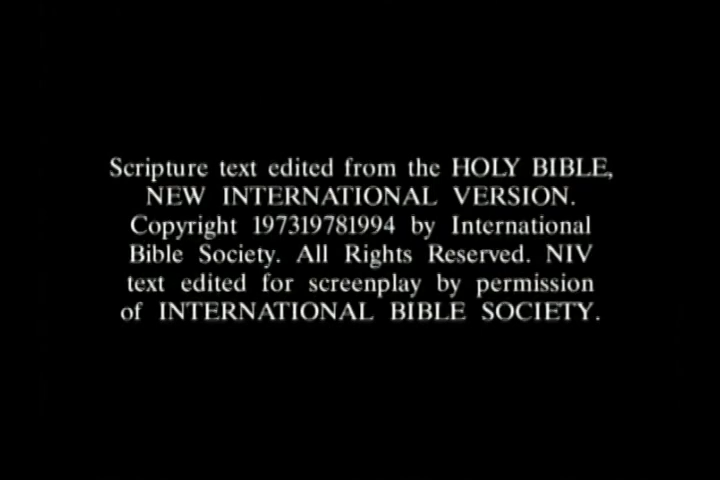 Scripture text edited from the HOLY BIBLE,
NEW INTERNATIONAL VERSION.
Copyright 197319781994 by International
Bible Society. All Rights Reserved. NIV
text edited for screenplay by permission
of INTERNATIONAL BIBLE SOCIETY.